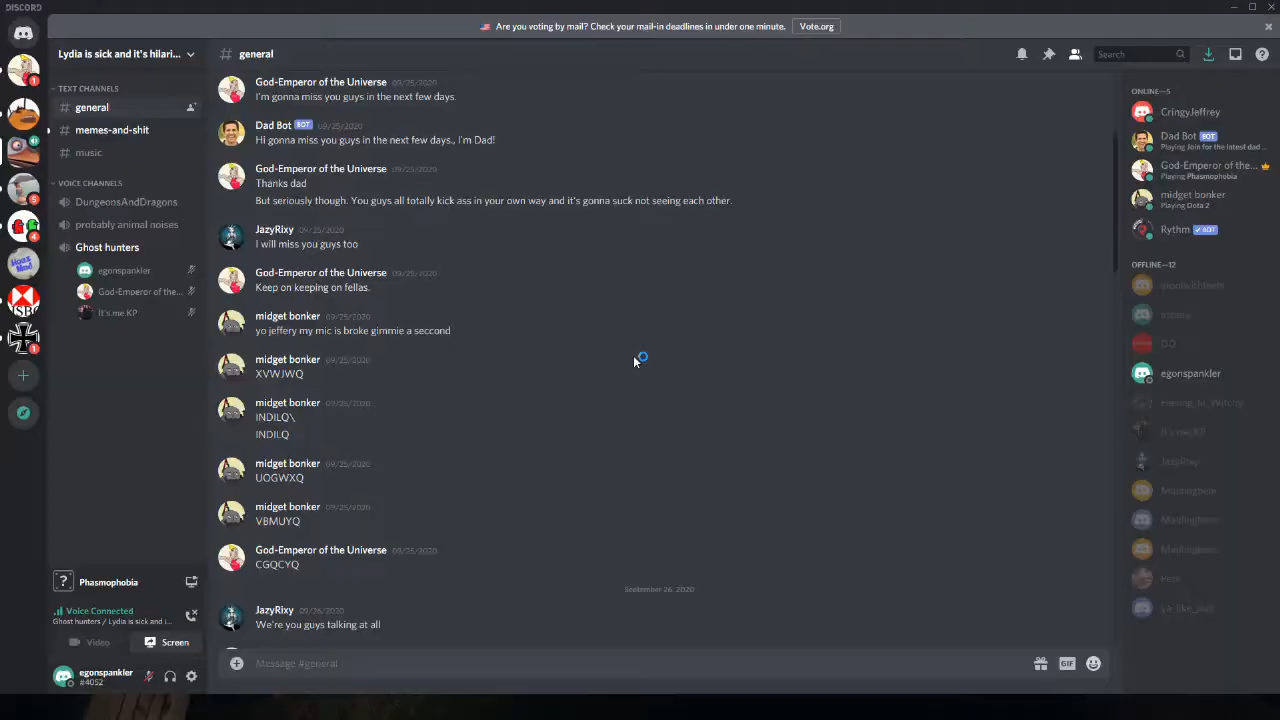 DISCORD
Are you voting by mail? Check your mail-in deadlines in under one minute. Vote.org
Lydia is sick and it's hilari...
# general
Search
TEXT CHANNELS
# general
# memes-and-shit
# music
VOICE CHANNELS
DungeonsAndDragons
probably animal noises
Ghost hunters
egonspankler
God-Emperor of the...
It's.me.KP
Phasmophobia
Voice Connected
Ghost hunters / Lydia is sick and i...
Video
Screen
egonspankler
#4052
God-Emperor of the Universe 09/25/2020
I'm gonna miss you guys in the next few days.
Dad Bot BOT 09/25/2020
Hi gonna miss you guys in the next few days., I'm Dad!
God-Emperor of the Universe 09/25/2020
Thanks dad
But seriously though. You guys all totally kick ass in your own way and it's gonna suck not seeing each other.
JazyRixy 09/25/2020
I will miss you guys too
God-Emperor of the Universe 09/25/2020
Keep on keeping on fellas.
midget bonker 09/25/2020
yo jeffery my mic is broke gimmie a seccond
midget bonker 09/25/2020
XVWJWQ
midget bonker 09/25/2020
INDILQ\
INDILQ
midget bonker 09/25/2020
UOGWXQ
midget bonker 09/25/2020
VBMUYQ
God-Emperor of the Universe 09/25/2020
CGQCYQ
September 26, 2020
JazyRixy 09/26/2020
We're you guys talking at all
Message #general
GIF
ONLINE—5
CringyJeffrey
Dad Bot BOT
Playing Join for the latest dad ...
God-Emperor of the...
Playing Phasmophobia
midget bonker
Playing Dota 2
Rythm BOT
OFFLINE—12
DO
egonspankler
It's.me.KP
JazyRixy